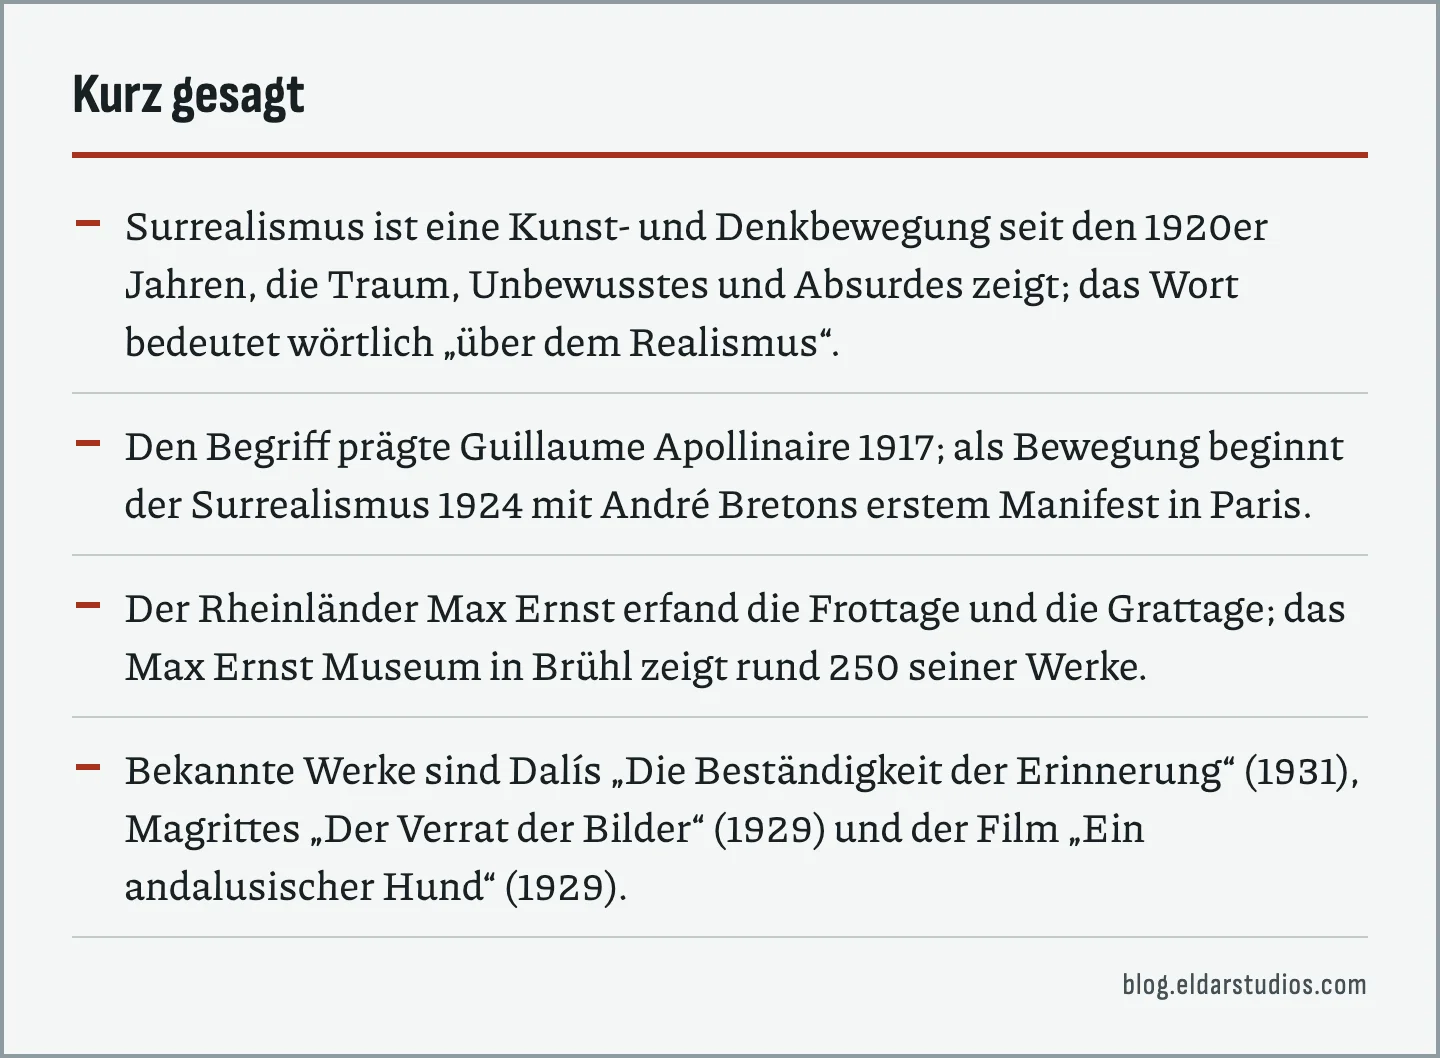 Kurz gesagt
– Surrealismus ist eine Kunst- und Denkbewegung seit den 1920er
Jahren, die Traum, Unbewusstes und Absurdes zeigt; das Wort
bedeutet wörtlich „über dem Realismus“.
– Den Begriff prägte Guillaume Apollinaire 1917; als Bewegung beginnt
der Surrealismus 1924 mit André Bretons erstem Manifest in Paris.
– Der Rheinländer Max Ernst erfand die Frottage und die Grattage; das
Max Ernst Museum in Brühl zeigt rund 250 seiner Werke.
– Bekannte Werke sind Dalís „Die Beständigkeit der Erinnerung“ (1931),
Magrittes „Der Verrat der Bilder“ (1929) und der Film „Ein
andalusischer Hund“ (1929).
blog.eldarstudios.com